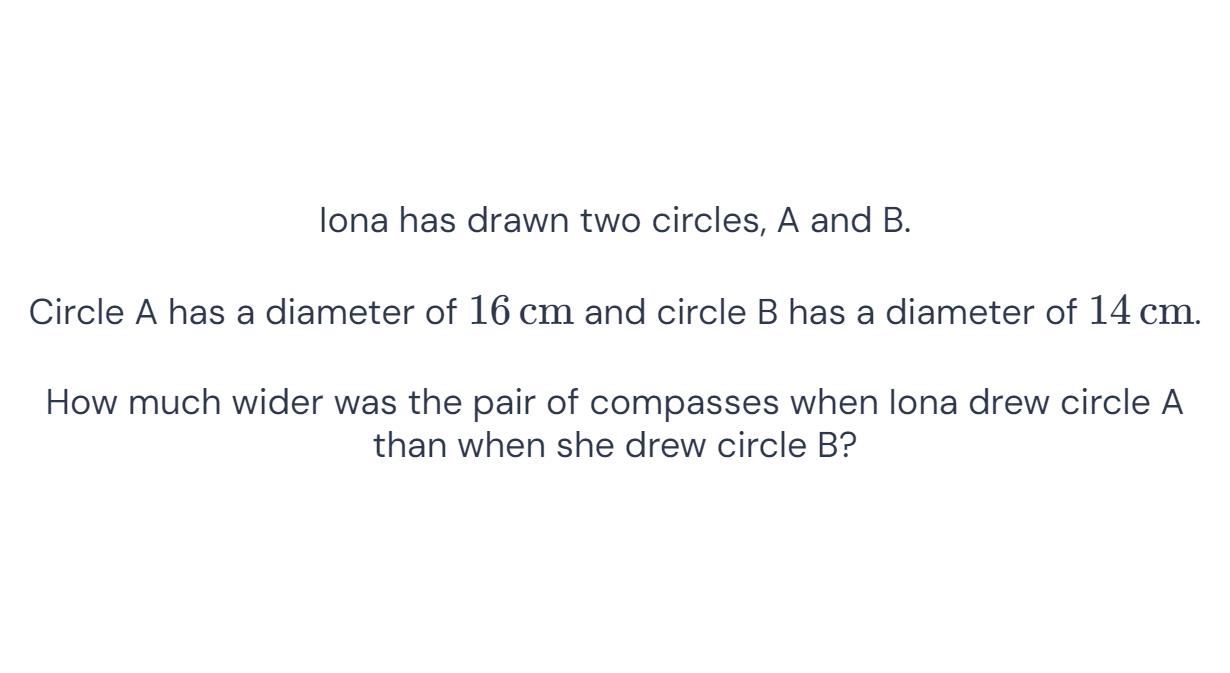 Iona has drawn two circles, A and B.
Circle A has a diameter of 16 cm and circle B has a diameter of 14 cm.
How much wider was the pair of compasses when Iona drew circle A
than when she drew circle B?